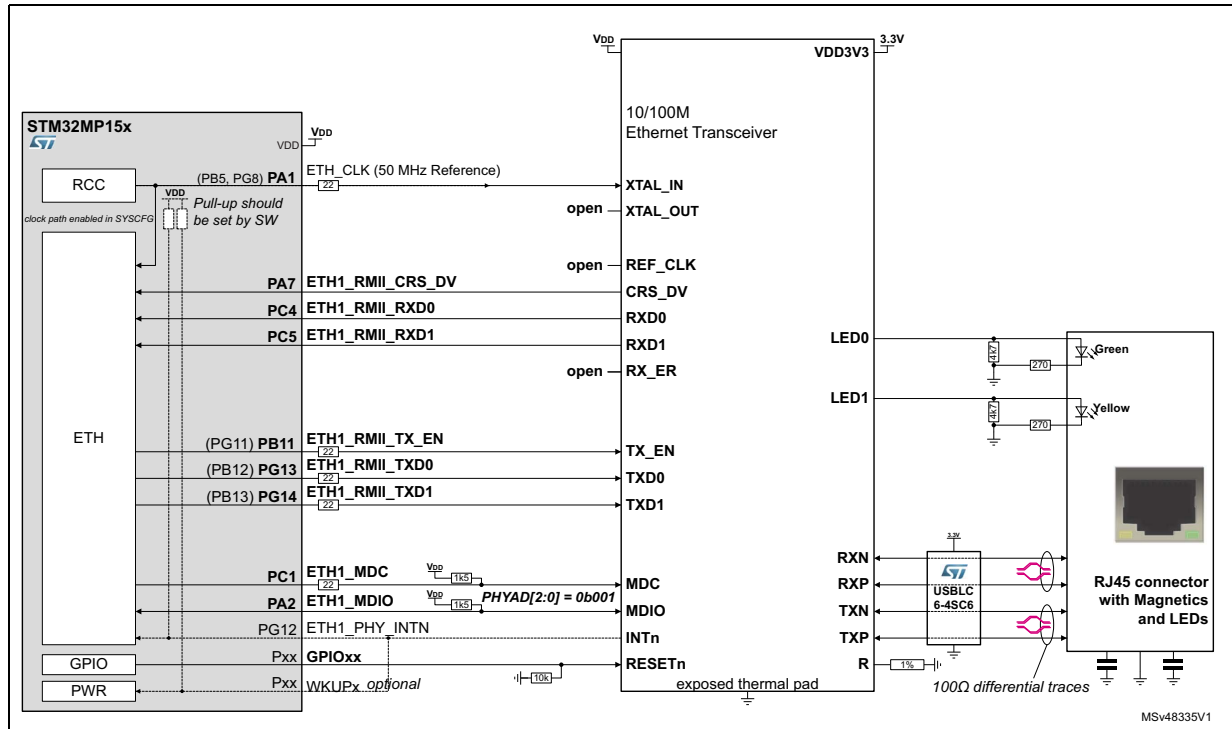 VDD
3.3V
VDD3V3
10/100M
Ethernet Transceiver
STM32MP15x
ST
VDD
VDD
RCC
(PB5, PG8) PA1
ETH_CLK (50 MHz Reference)
22
XTAL_IN
VDD
Pull-up should
be set by SW
clock path enabled in SYSCFG
open
XTAL_OUT
open
REF_CLK
PA7
ETH1_RMII_CRS_DV
CRS_DV
PC4
ETH1_RMII_RXD0
RXD0
PC5
ETH1_RMII_RXD1
RXD1
open
RX_ER
LED0
4k7
270
Green
LED1
4k7
270
Yellow
ETH
(PG11) PB11
ETH1_RMII_TX_EN
22
TX_EN
(PB12) PG13
ETH1_RMII_TXD0
22
TXD0
(PB13) PG14
ETH1_RMII_TXD1
22
TXD1
PC1
ETH1_MDC
22
VDD
1k5
MDC
PHYAD[2:0] = 0b001
PA2
ETH1_MDIO
VDD
1k5
MDIO
PG12
ETH1_PHY_INTN
INTn
GPIO
Pxx
GPIOxx
10k
RESETn
PWR
Pxx
WKUPx
optional
exposed thermal pad
RXN
RXP
TXN
TXP
R
1%
3.3V
ST
USBLC
6-4SC6
100Ω differential traces
RJ45 connector
with Magnetics
and LEDs
MSv48335V1